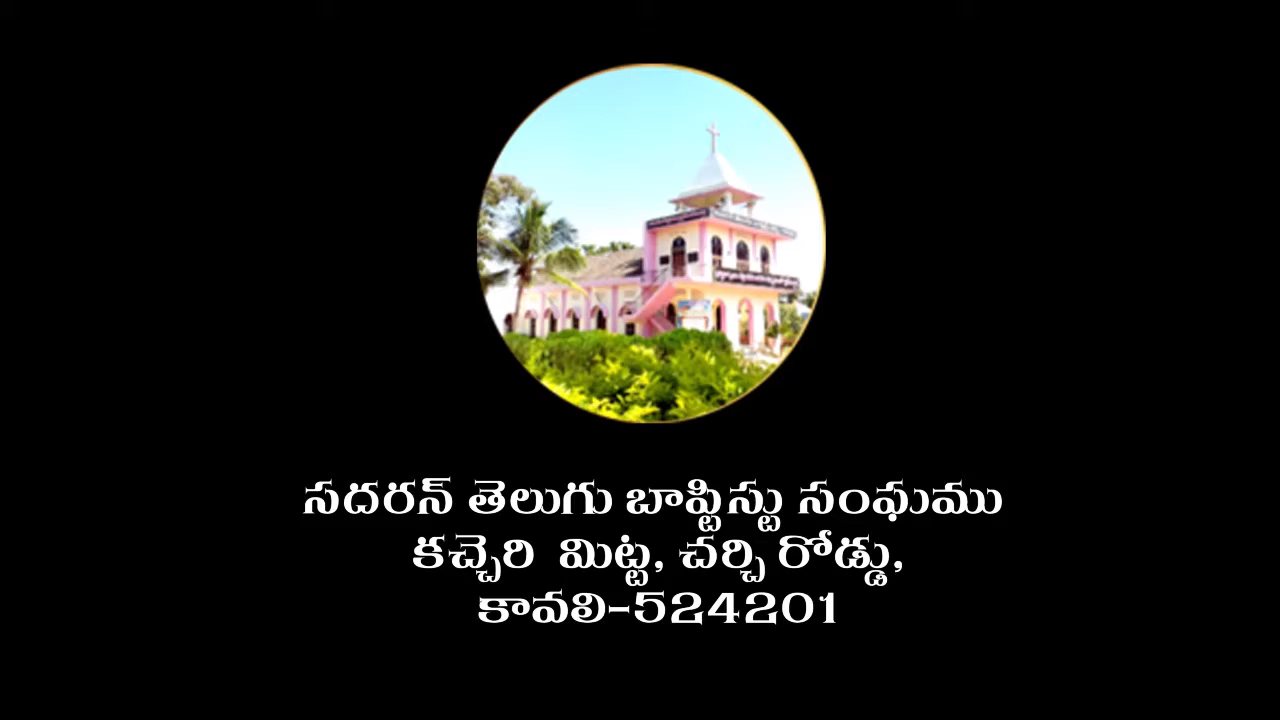 సదరన్ తెలుగు బాప్టిస్టు సంఘము
కచ్చెరి మిట్ట, చర్చి రోడ్డు,
కావలి-524201